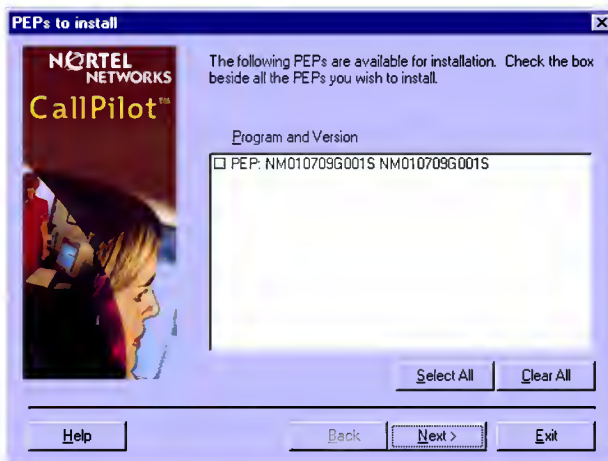 PEPs to install
NORTEL
NETWORKS
CallPilot™
The following PEPs are available for installation. Check the box
beside all the PEPs you wish to install.
Program and Version
PEP: NM010709G001S NM010709G001S
Select All
Clear All
Help
Back
Next >
Exit